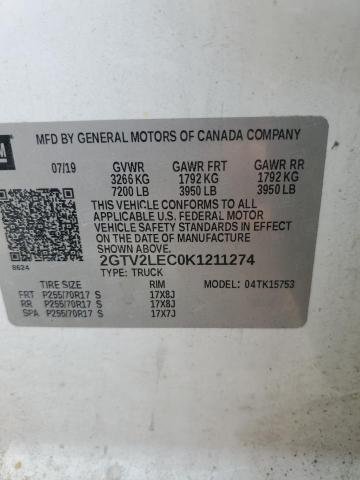 GM
MFD BY GENERAL MOTORS OF CANADA COMPANY
07/19 GVWR GAWR FRT GAWR RR
3266 KG 1792 KG 1792 KG
7200 LB 3950 LB 3950 LB
THIS VEHICLE CONFORMS TO ALL
APPLICABLE U.S. FEDERAL MOTOR
VEHICLE SAFETY STANDARDS IN
EFFECT ON THE DATE OF MANUFACTURE
SHOWN ABOVE.
8624 2GTV2LEC0K1211274
TYPE: TRUCK MODEL: 04TK15753
TIRE SIZE RIM
FRT P255/70R17 S 17X8J
RR P255/70R17 S 17X8J
SPA P255/70R17 S 17X7J